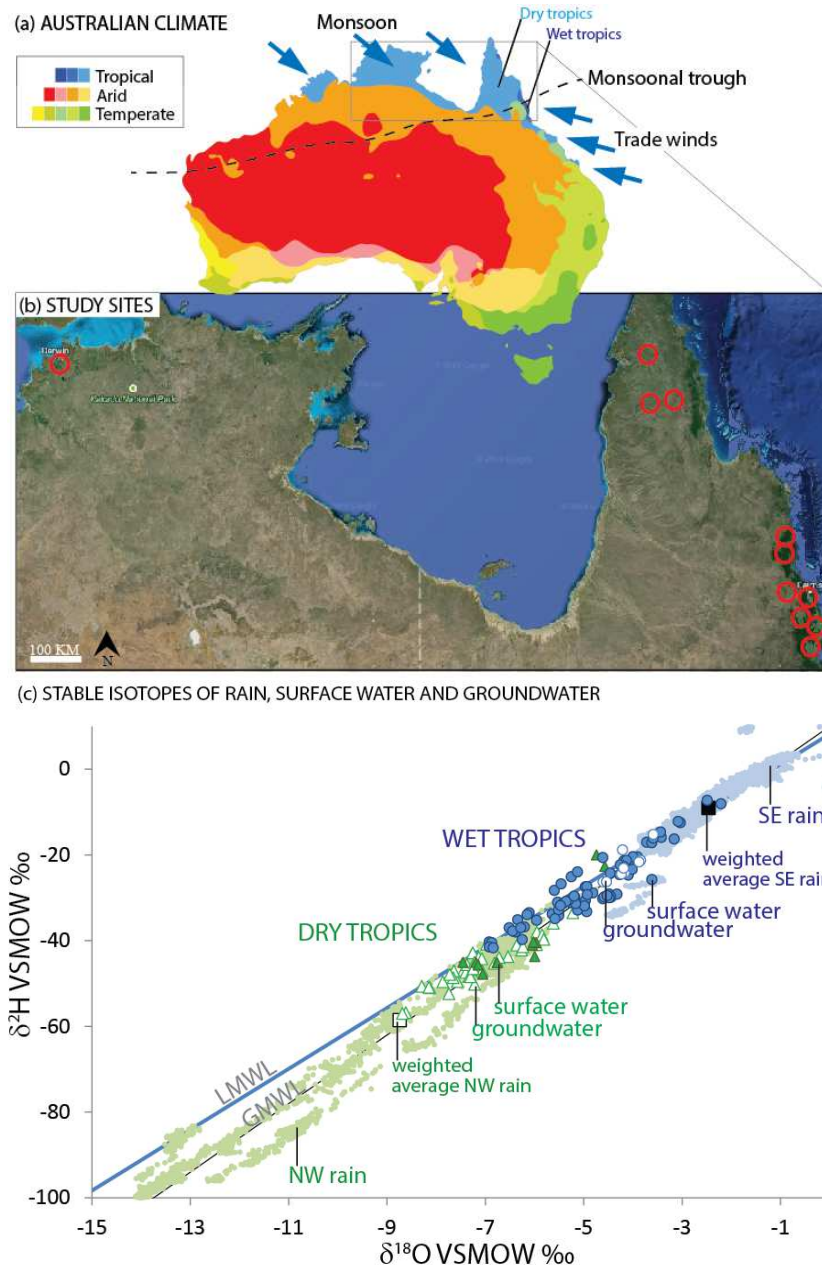 (a) AUSTRALIAN CLIMATE
Monsoon
Dry tropics
Wet tropics
Tropical
Arid
Temperate
Monsoonal trough
Trade winds
(b) STUDY SITES
Darwin
100 KM
N
(c) STABLE ISOTOPES OF RAIN, SURFACE WATER AND GROUNDWATER
0
-20
-40
-60
-80
-100
δ²H VSMOW ‰
WET TROPICS
SE rain
weighted
average SE rain
surface water
groundwater
DRY TROPICS
surface water
groundwater
weighted
average NW rain
LMWL
GMWL
NW rain
-15
-13
-11
-9
-7
-5
-3
-1
δ¹⁸O VSMOW ‰